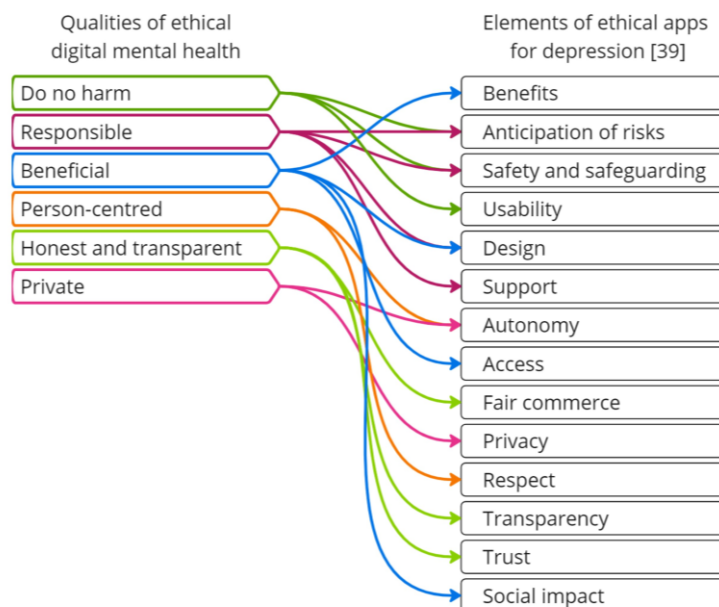 Qualities of ethical
digital mental health
Do no harm
Responsible
Beneficial
Person-centred
Honest and transparent
Private
Elements of ethical apps
for depression [39]
Benefits
Anticipation of risks
Safety and safeguarding
Usability
Design
Support
Autonomy
Access
Fair commerce
Privacy
Respect
Transparency
Trust
Social impact